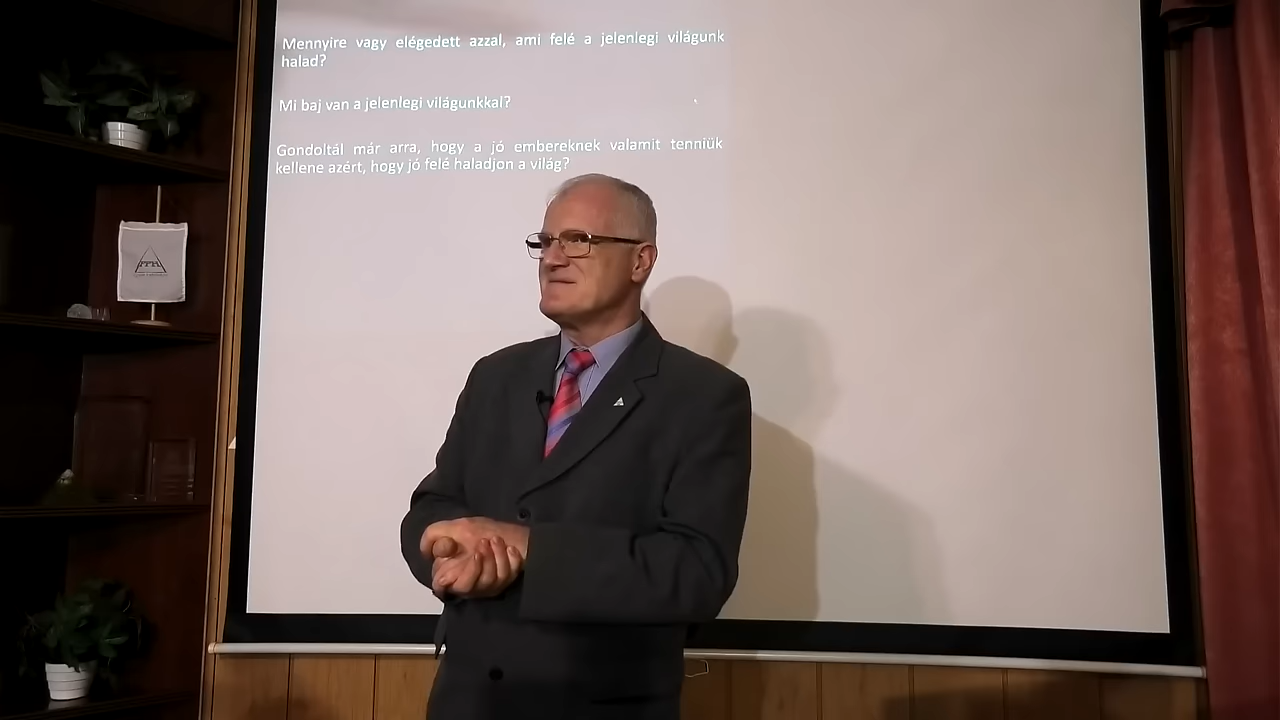 Mennyire vagy elégedett azzal, ami felé a jelenlegi világunk
halad?
Mi baj van a jelenlegi világunkkal?
Gondoltál már arra, hogy a jó embereknek valamit tenniük
kellene azért, hogy jó felé haladjon a világ?